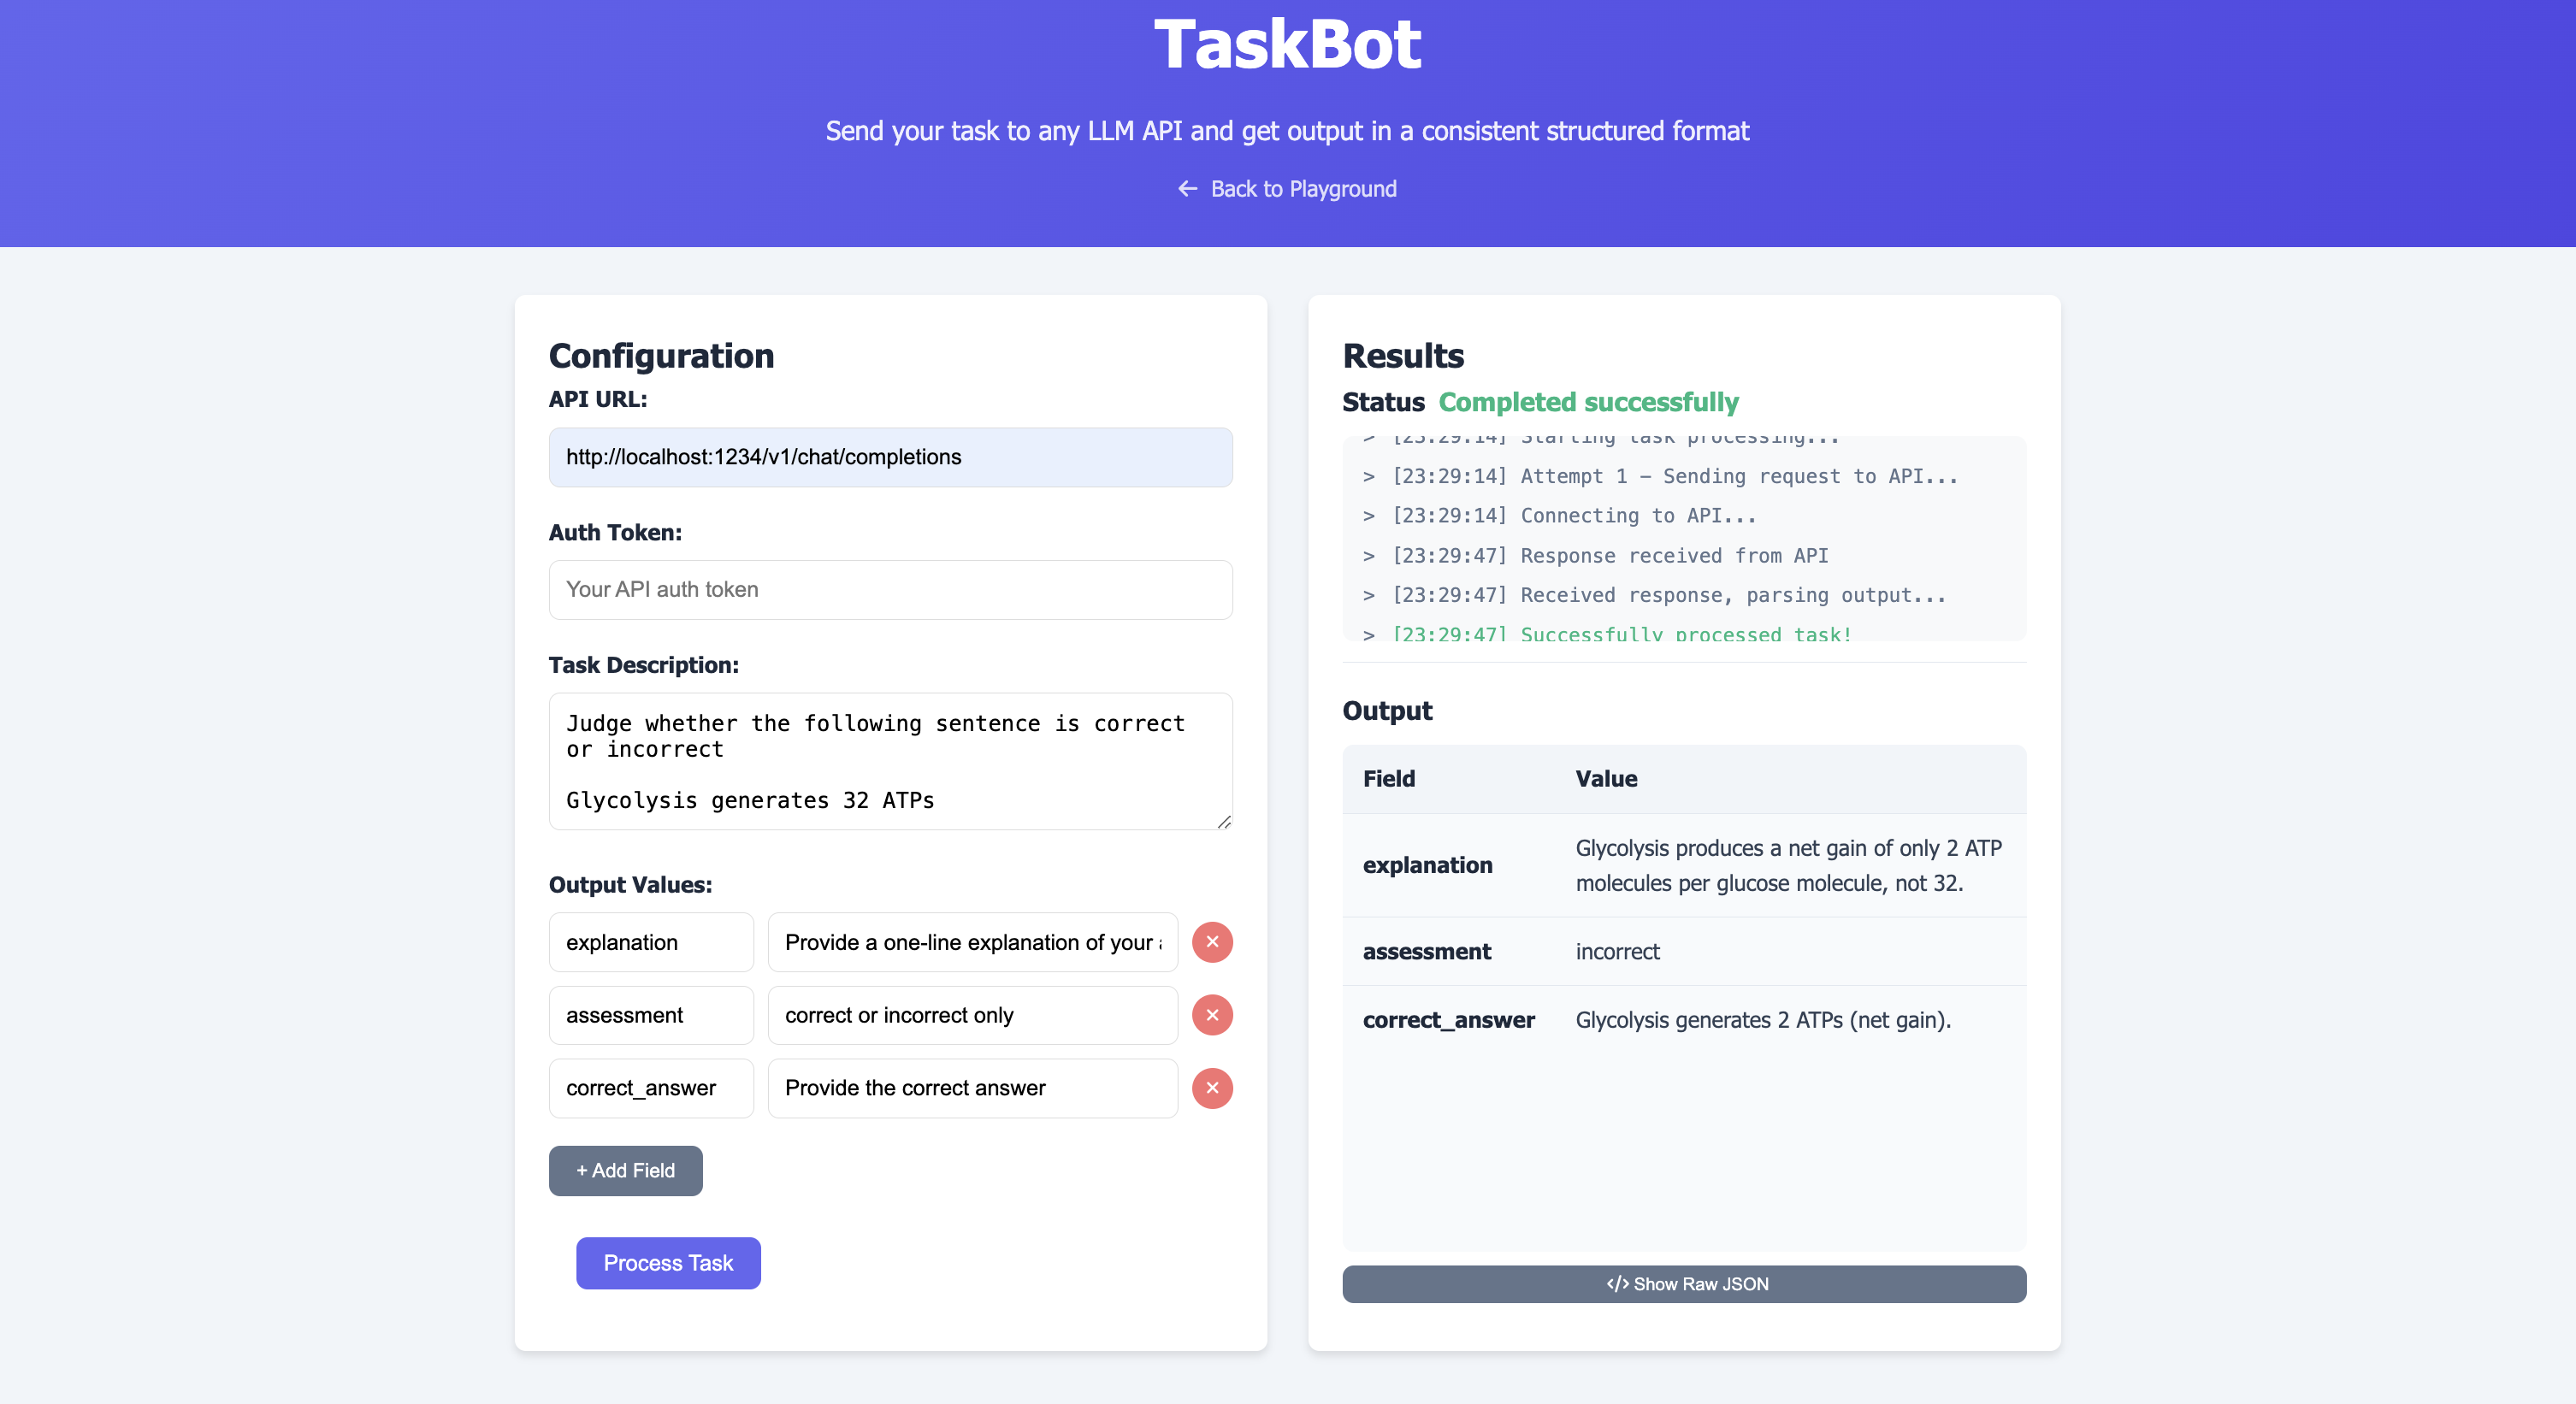 TaskBot
Send your task to any LLM API and get output in a consistent structured format
← Back to Playground
Configuration
API URL:
http://localhost:1234/v1/chat/completions
Auth Token:
Your API auth token
Task Description:
Judge whether the following sentence is correct
or incorrect
Glycolysis generates 32 ATPs
Output Values:
explanation Provide a one-line explanation of your
assessment correct or incorrect only
correct_answer Provide the correct answer
+ Add Field
Process Task
Results
Status Completed successfully
> [23:29:14] Starting task processing...
> [23:29:14] Attempt 1 – Sending request to API...
> [23:29:14] Connecting to API...
> [23:29:47] Response received from API
> [23:29:47] Received response, parsing output...
> [23:29:47] Successfully processed task!
Output
Field Value
explanation Glycolysis produces a net gain of only 2 ATP
molecules per glucose molecule, not 32.
assessment incorrect
correct_answer Glycolysis generates 2 ATPs (net gain).
</> Show Raw JSON